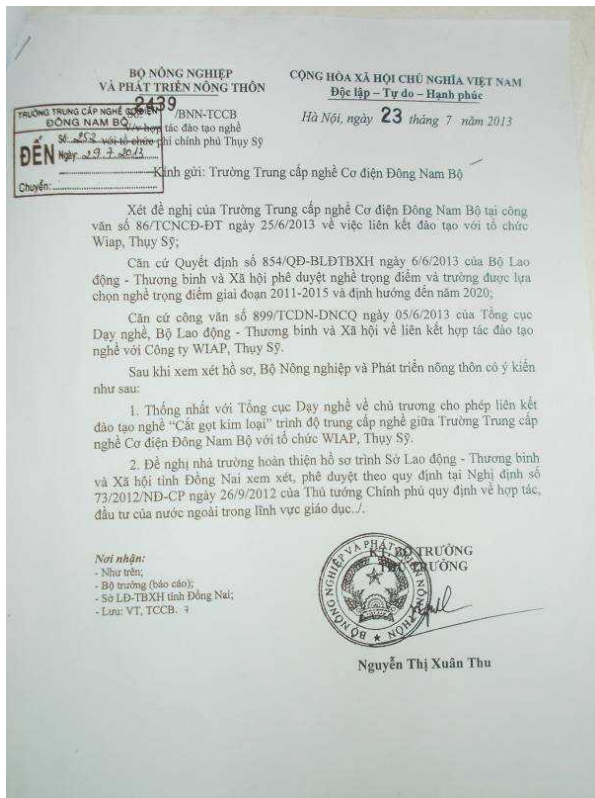 BỘ NÔNG NGHIỆP
VÀ PHÁT TRIỂN NÔNG THÔN
CỘNG HÒA XÃ HỘI CHỦ NGHĨA VIỆT NAM
Độc lập – Tự do – Hạnh phúc
2439 /BNN-TCCB
V/v hợp tác đào tạo nghề
với tổ chức phi chính phủ Thụy Sỹ
Hà Nội, ngày 23 tháng 7 năm 2013
TRƯỜNG TRUNG CẤP NGHỀ CƠ ĐIỆN
ĐÔNG NAM BỘ
ĐẾN
Số: 252
Ngày: 29.7.2013
Chuyển:
Kính gửi: Trường Trung cấp nghề Cơ điện Đông Nam Bộ
Xét đề nghị của Trường Trung cấp nghề Cơ điện Đông Nam Bộ tại công
văn số 86/TCNCĐ-ĐT ngày 25/6/2013 về việc liên kết đào tạo với tổ chức
Wiap, Thụy Sỹ;
Căn cứ Quyết định số 854/QĐ-BLĐTBXH ngày 6/6/2013 của Bộ Lao
động - Thương binh và Xã hội phê duyệt nghề trọng điểm và trường được lựa
chọn nghề trọng điểm giai đoạn 2011-2015 và định hướng đến năm 2020;
Căn cứ công văn số 899/TCDN-DNCQ ngày 05/6/2013 của Tổng cục
Dạy nghề, Bộ Lao động - Thương binh và Xã hội về liên kết hợp tác đào tạo
nghề với Công ty WIAP, Thụy Sỹ.
Sau khi xem xét hồ sơ, Bộ Nông nghiệp và Phát triển nông thôn có ý kiến
như sau:
1. Thống nhất với Tổng cục Dạy nghề về chủ trương cho phép liên kết
đào tạo nghề “Cắt gọt kim loại” trình độ trung cấp nghề giữa Trường Trung cấp
nghề Cơ điện Đông Nam Bộ với tổ chức WIAP, Thụy Sỹ.
2. Đề nghị nhà trường hoàn thiện hồ sơ trình Sở Lao động - Thương binh
và Xã hội tỉnh Đồng Nai xem xét, phê duyệt theo quy định tại Nghị định số
73/2012/NĐ-CP ngày 26/9/2012 của Thủ tướng Chính phủ quy định về hợp tác,
đầu tư của nước ngoài trong lĩnh vực giáo dục../.
Nơi nhận:
- Như trên;
- Bộ trưởng (báo cáo);
- Sở LĐ-TBXH tỉnh Đồng Nai;
- Lưu: VT, TCCB. 7
KT. BỘ TRƯỞNG
THỨ TRƯỞNG
BỘ NÔNG NGHIỆP VÀ PHÁT TRIỂN NÔNG THÔN
Nguyễn Thị Xuân Thu